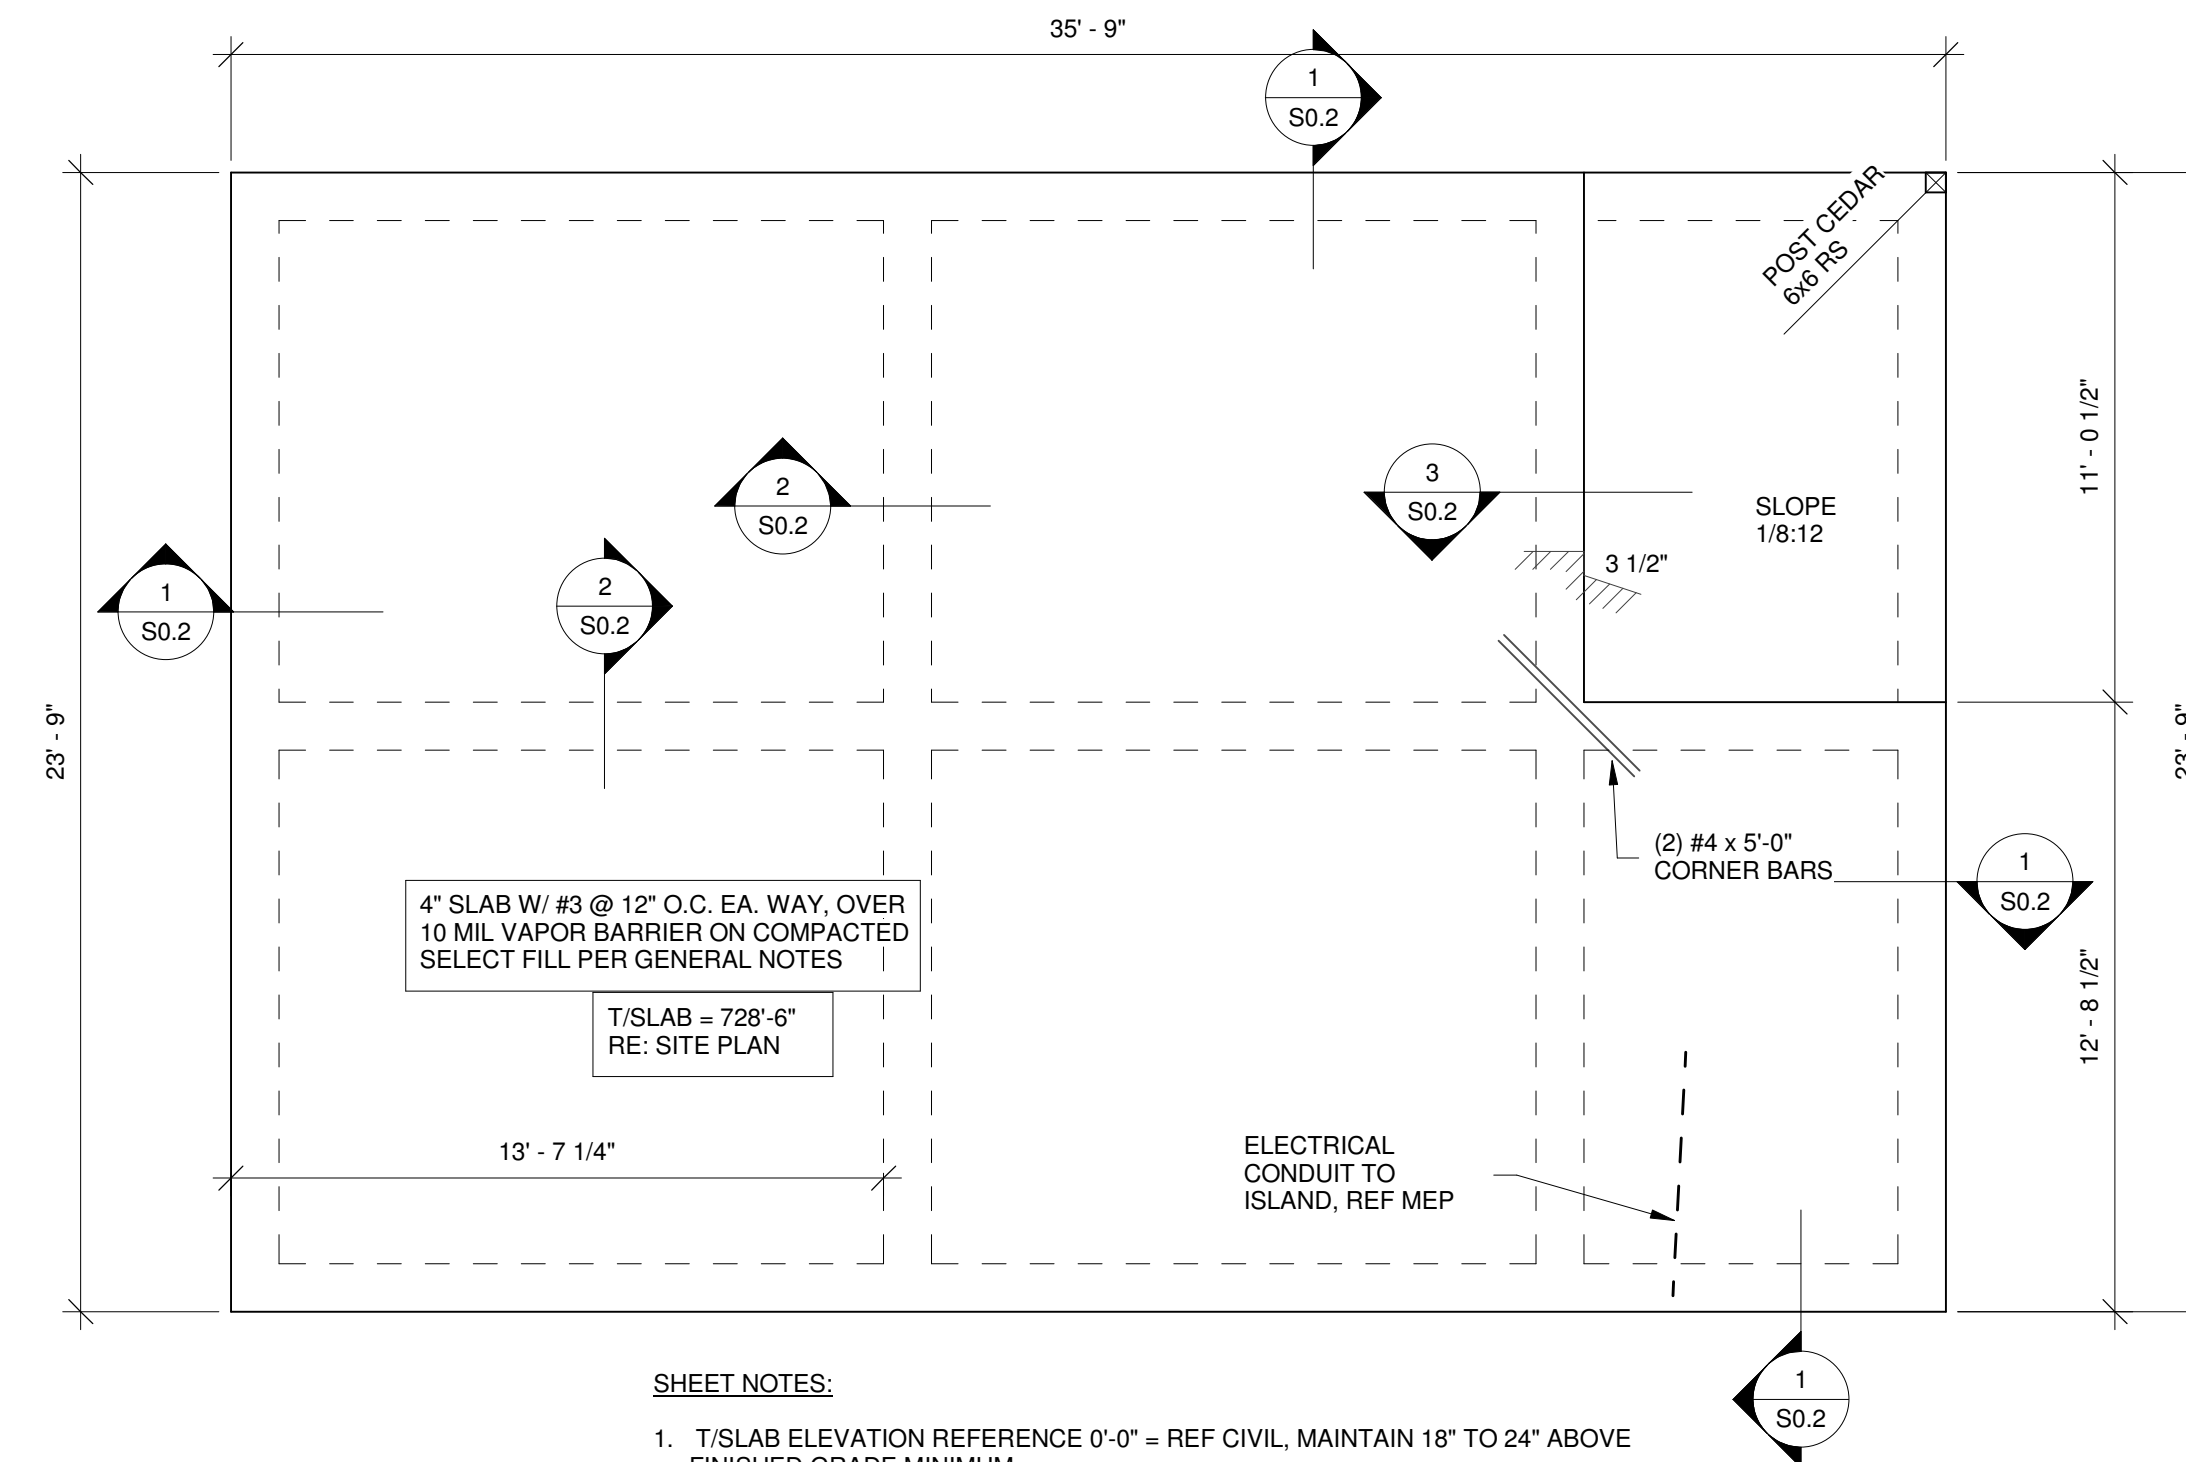 35' - 9"
1
S0.2
POST CEDAR
6x6 RS
11' - 0 1/2"
2
S0.2
3
S0.2
SLOPE
1/8:12
3 1/2"
1
S0.2
2
S0.2
23' - 9"
23' - 9"
(2) #4 x 5'-0"
CORNER BARS
1
S0.2
4" SLAB W/ #3 @ 12" O.C. EA. WAY, OVER
10 MIL VAPOR BARRIER ON COMPACTED
SELECT FILL PER GENERAL NOTES
T/SLAB = 728'-6"
RE: SITE PLAN
12' - 8 1/2"
13' - 7 1/4"
ELECTRICAL
CONDUIT TO
ISLAND, REF MEP
1
S0.2
SHEET NOTES:
1. T/SLAB ELEVATION REFERENCE 0'-0" = REF CIVIL, MAINTAIN 18" TO 24" ABOVE
FINISHED GRADE MINIMUM